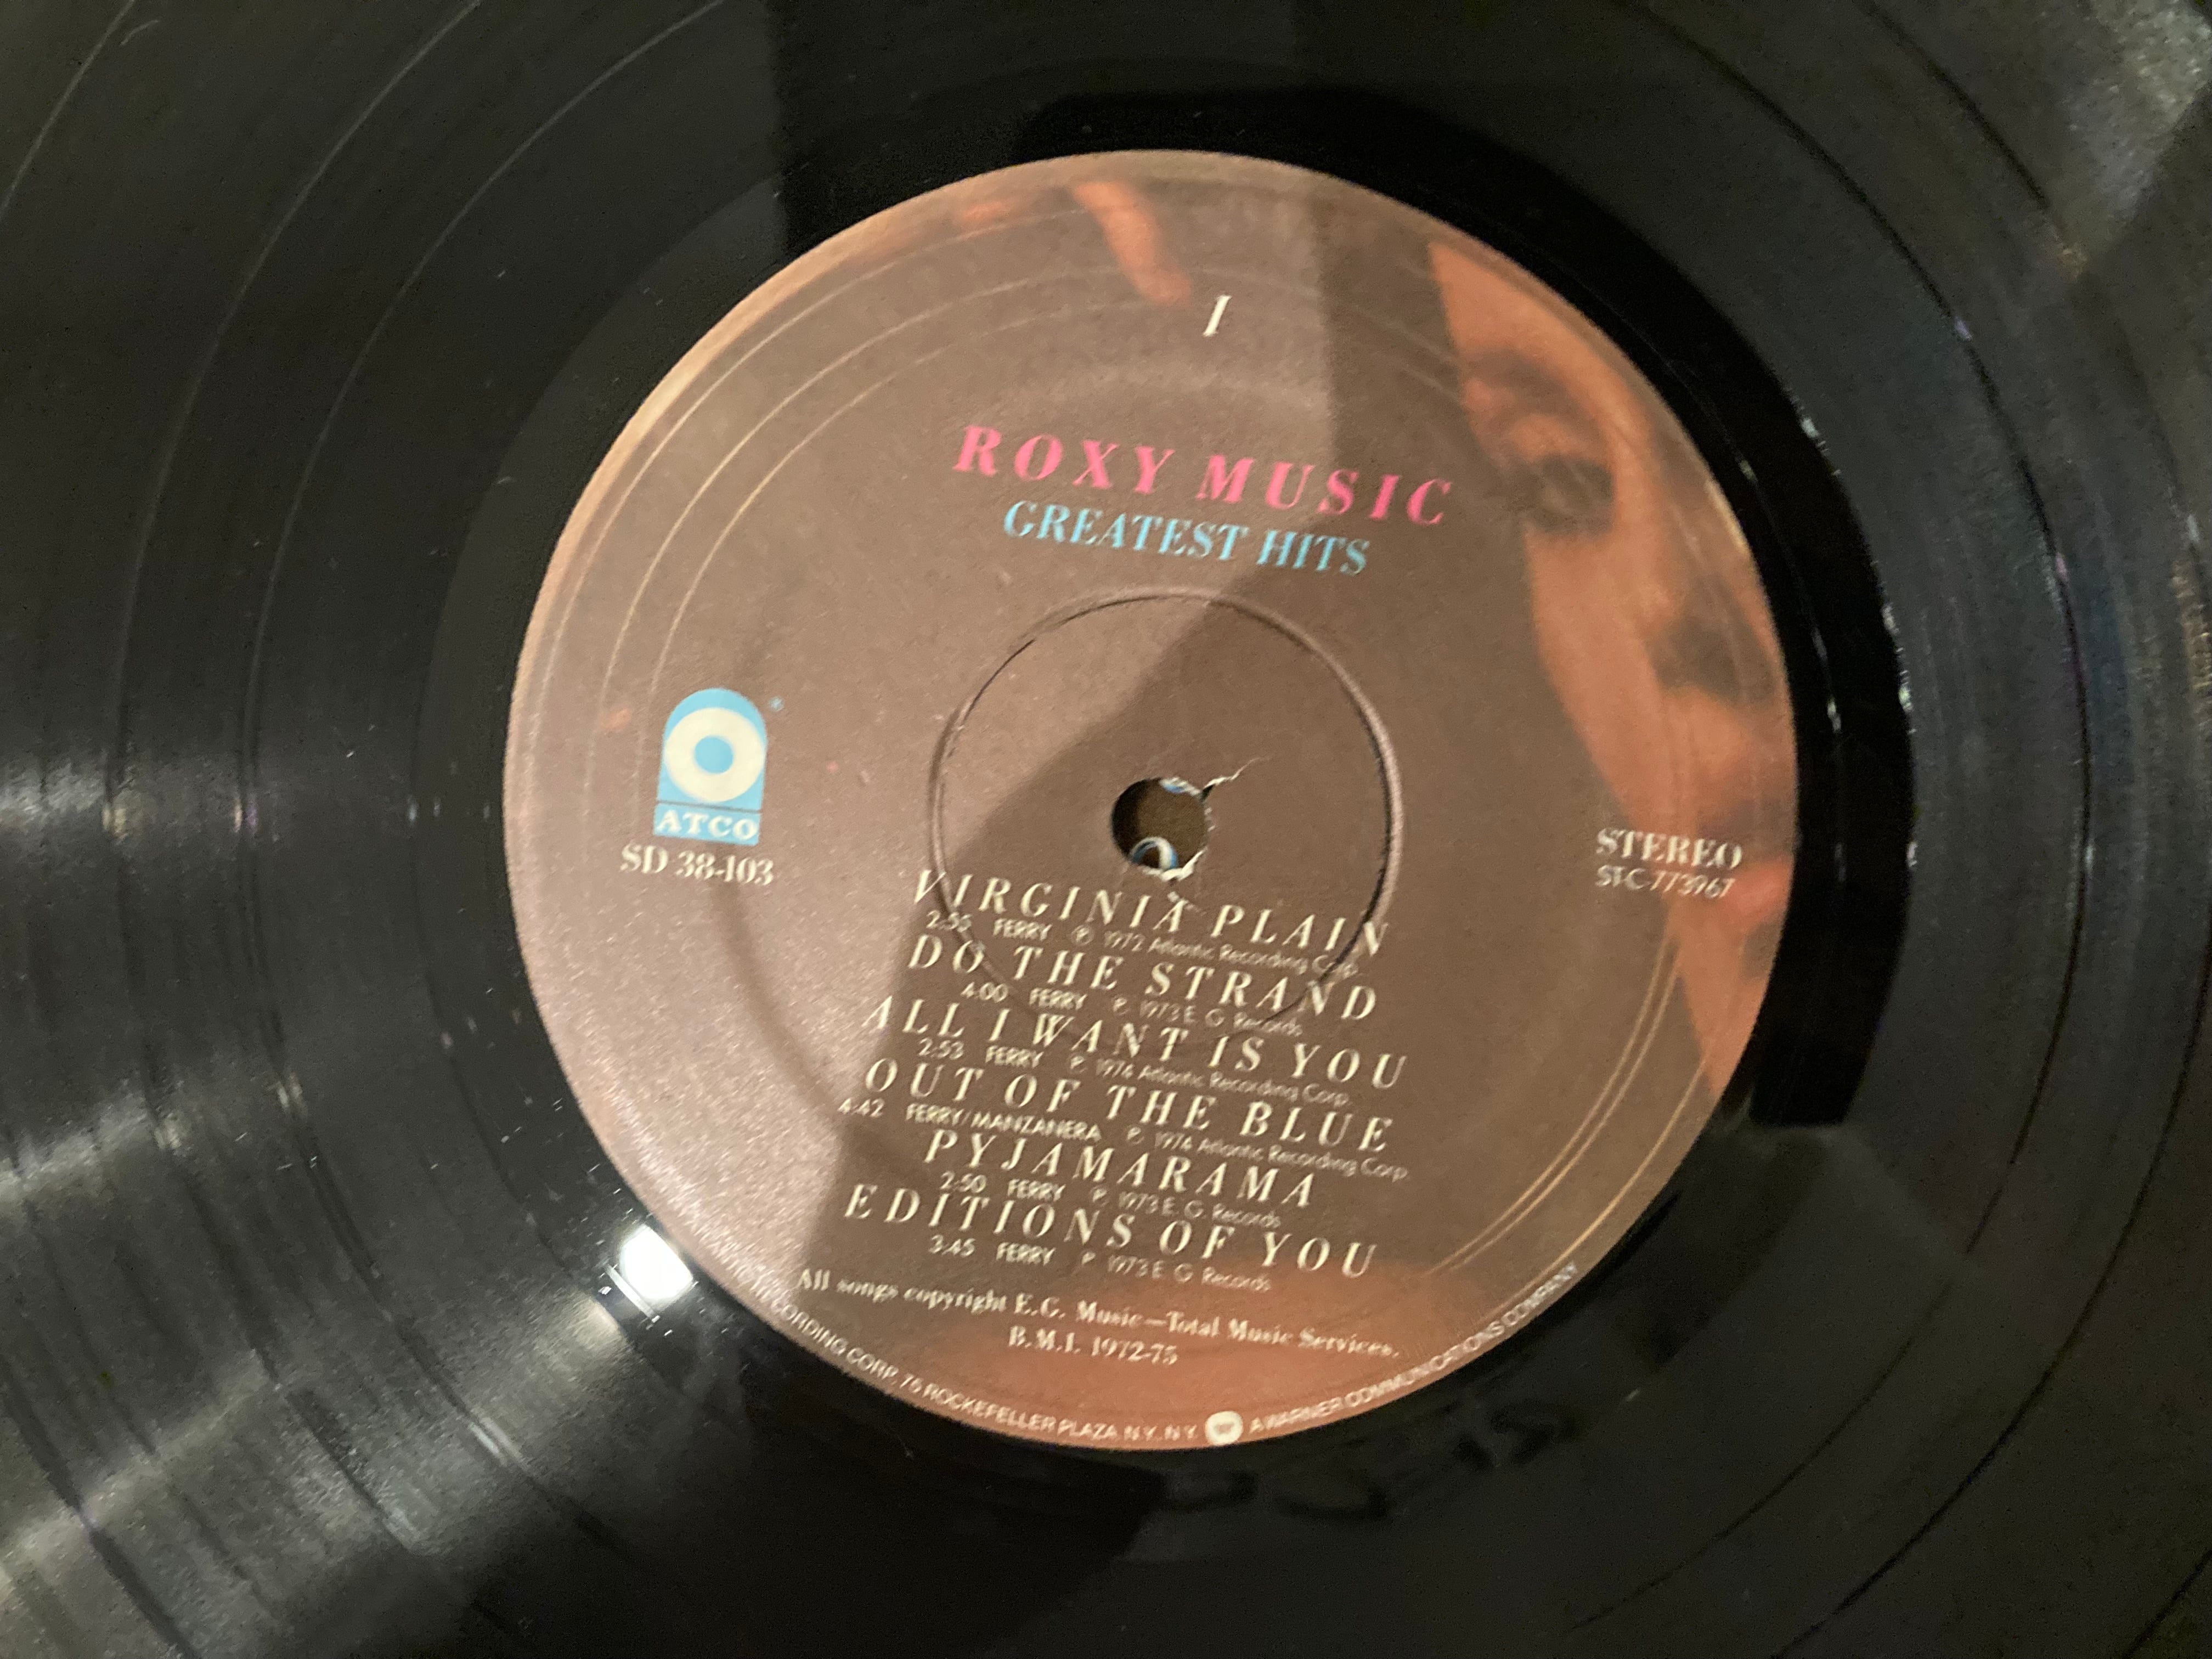 I
ROXY MUSIC
GREATEST HITS
®
ATCO
SD 38-103
STEREO
STC-773967
VIRGINIA PLAIN
2:55 FERRY ℗ 1972 Atlantic Recording Corp.
DO THE STRAND
4:00 FERRY ℗ 1973 E. G. Records
ALL I WANT IS YOU
2:53 FERRY ℗ 1974 Atlantic Recording Corp.
OUT OF THE BLUE
4:42 FERRY/MANZANERA ℗ 1974 Atlantic Recording Corp.
PYJAMARAMA
2:50 FERRY ℗ 1973 E. G. Records
EDITIONS OF YOU
3:45 FERRY ℗ 1973 E. G. Records
All songs copyright E.G. Music—Total Music Services.
B.M.I. 1972-75
CORP. 75 ROCKEFELLER PLAZA N.Y. N.Y. A WARNER COMMUNICATIONS COMPANY